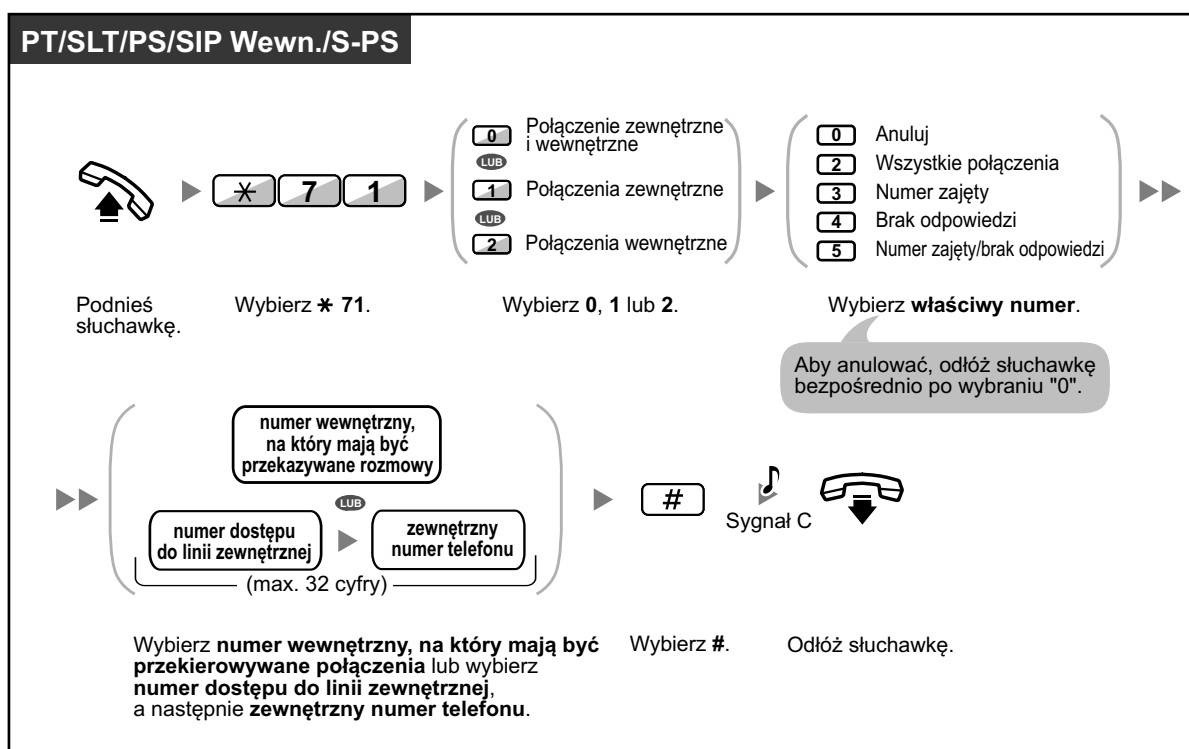 PT/SLT/PS/SIP Wewn./S-PS
✱ 7 1
0 Połączenie zewnętrzne
i wewnętrzne
LUB
1 Połączenia zewnętrzne
LUB
2 Połączenia wewnętrzne
0 Anuluj
2 Wszystkie połączenia
3 Numer zajęty
4 Brak odpowiedzi
5 Numer zajęty/brak odpowiedzi
Podnieś
słuchawkę.
Wybierz ✱ 71.
Wybierz 0, 1 lub 2.
Wybierz właściwy numer.
Aby anulować, odłóż słuchawkę
bezpośrednio po wybraniu "0".
numer wewnętrzny,
na który mają być
przekazywane rozmowy
LUB
numer dostępu
do linii zewnętrznej
zewnętrzny
numer telefonu
(max. 32 cyfry)
#
Sygnał C
Wybierz numer wewnętrzny, na który mają być
przekierowywane połączenia lub wybierz
numer dostępu do linii zewnętrznej,
a następnie zewnętrzny numer telefonu.
Wybierz #.
Odłóż słuchawkę.